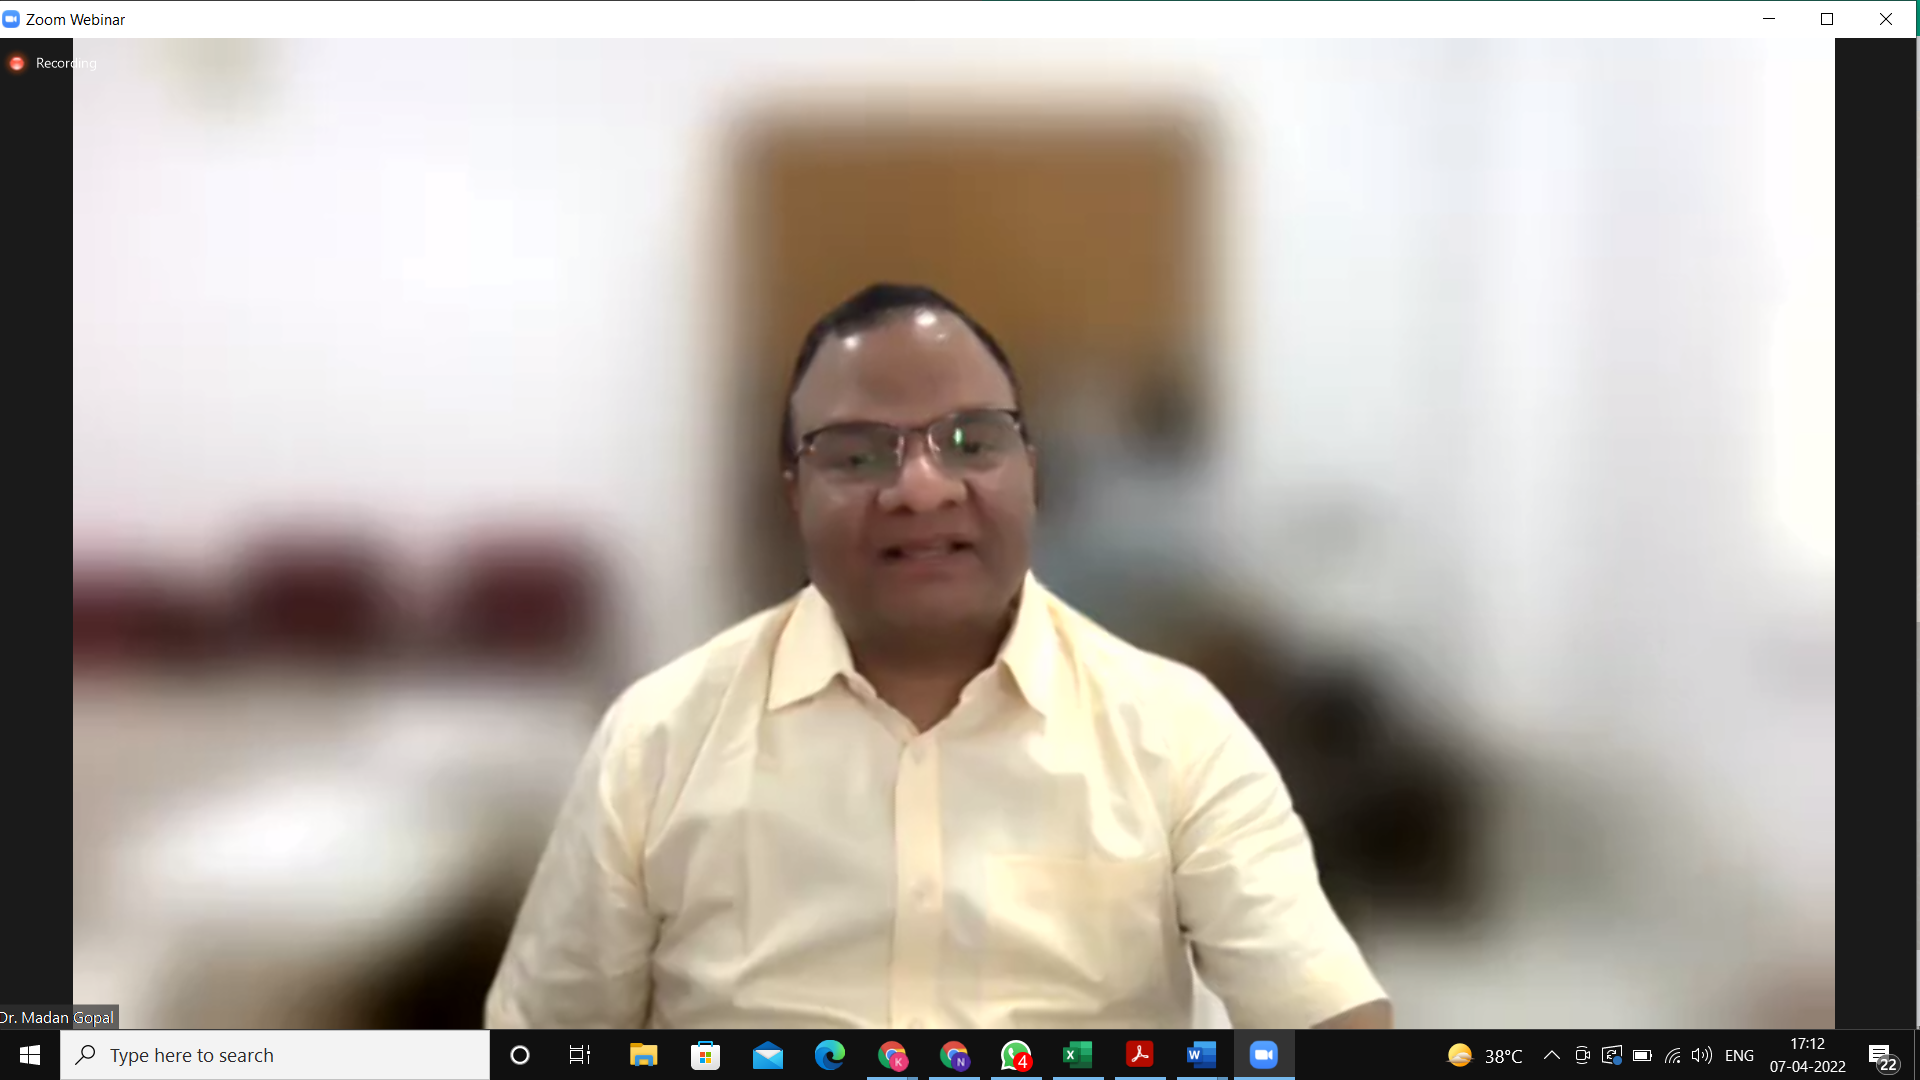 Zoom Webinar
Recording
Dr. Madan Gopal
Type here to search
K
N
4
X
W
38°C
ENG
17:12
07-04-2022
22